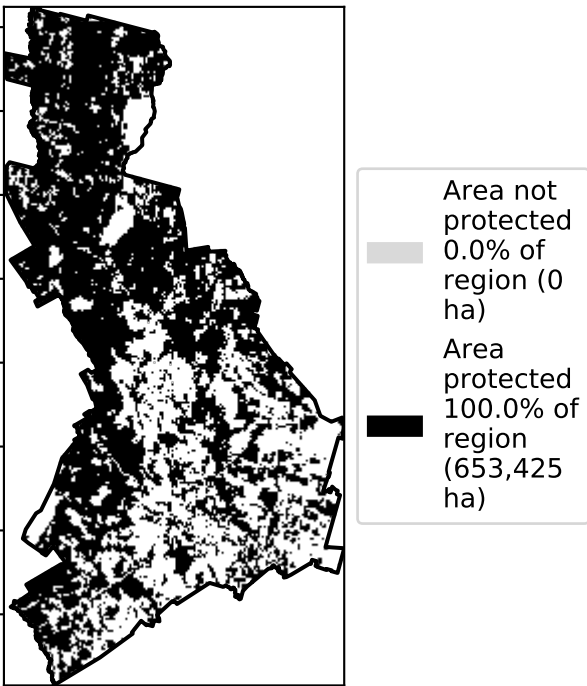 Area not
protected
0.0% of
region (0
ha)
Area
protected
100.0% of
region
(653,425
ha)